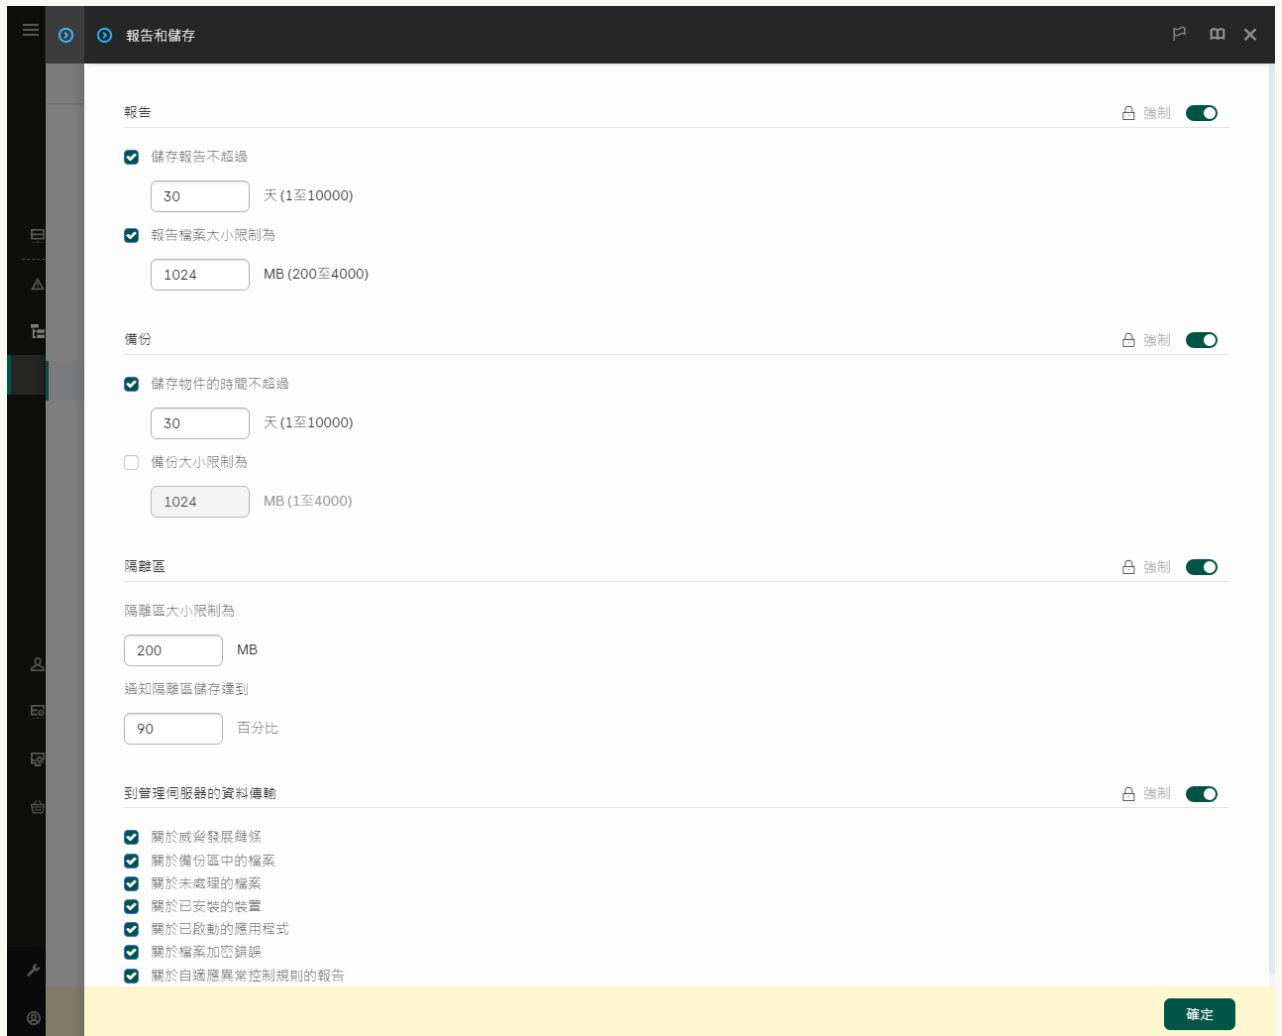 報告和儲存
報告 強制
儲存報告不超過
30 天 (1至10000)
報告檔案大小限制為
1024 MB (200至4000)
備份 強制
儲存物件的時間不超過
30 天 (1至10000)
備份大小限制為
1024 MB (1至4000)
隔離區 強制
隔離區大小限制為
200 MB
通知隔離區儲存達到
90 百分比
到管理伺服器的資料傳輸 強制
關於威脅發展鏈條
關於備份區中的檔案
關於未處理的檔案
關於已安裝的裝置
關於已啟動的應用程式
關於檔案加密錯誤
關於自適應異常控制規則的報告
確定